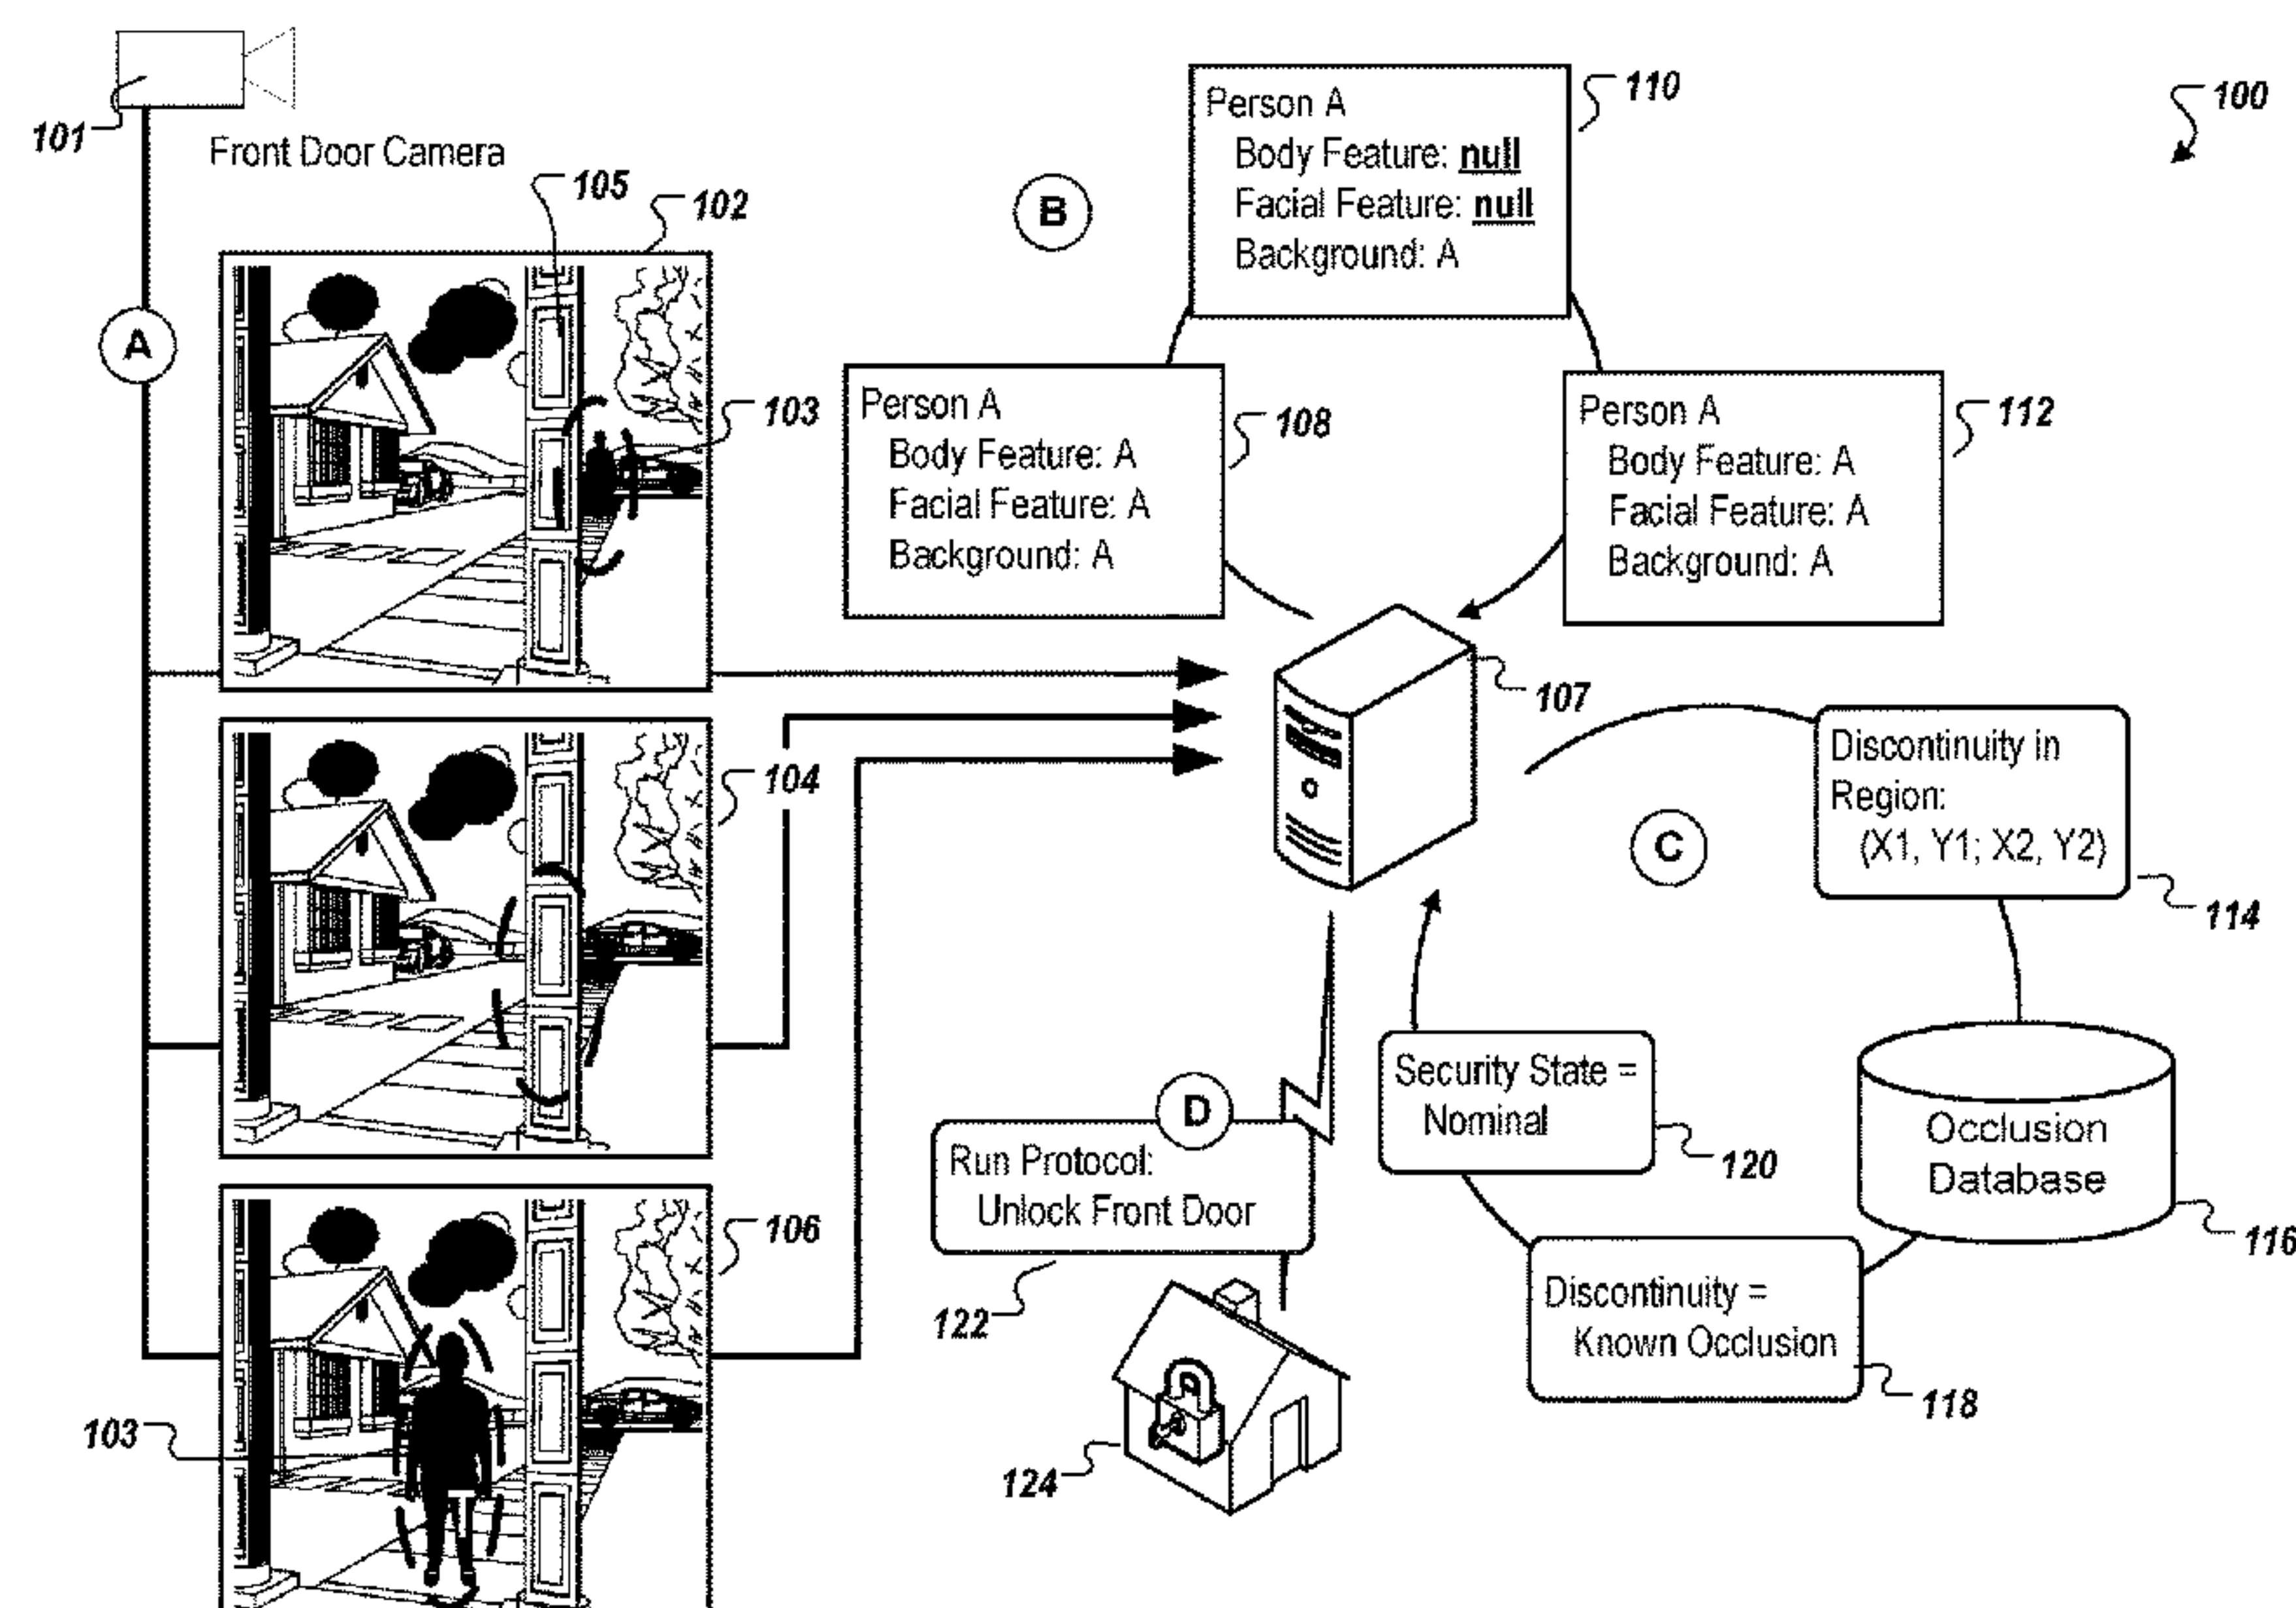 101
Front Door Camera
105
102
A
103
104
106
103
B
Person A
Body Feature: null
Facial Feature: null
Background: A
110
100
Person A
Body Feature: A
Facial Feature: A
Background: A
108
Person A
Body Feature: A
Facial Feature: A
Background: A
112
107
C
Discontinuity in
Region:
(X1, Y1; X2, Y2)
114
Occlusion
Database
116
Discontinuity =
Known Occlusion
118
Security State =
Nominal
120
D
Run Protocol:
Unlock Front Door
122
124